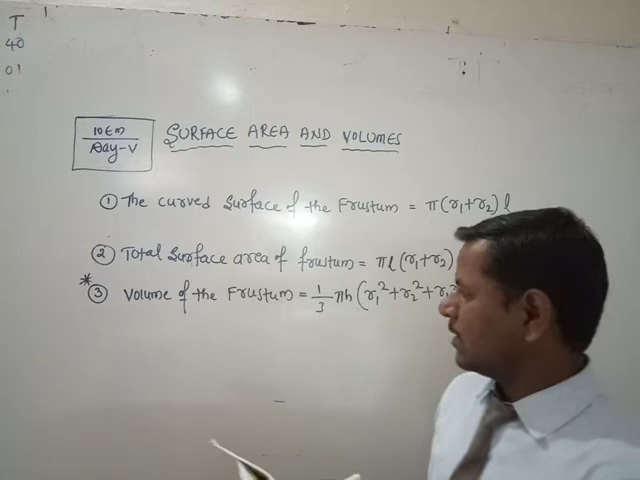 T
40
01
10EM
Day-V
SURFACE AREA AND VOLUMES
① The curved surface of the Frustum = π(r₁+r₂)l
② Total surface area of frustum = πl(r₁+r₂)
* ③ Volume of the Frustum = 1/3 πh (r₁²+r₂²+r₁